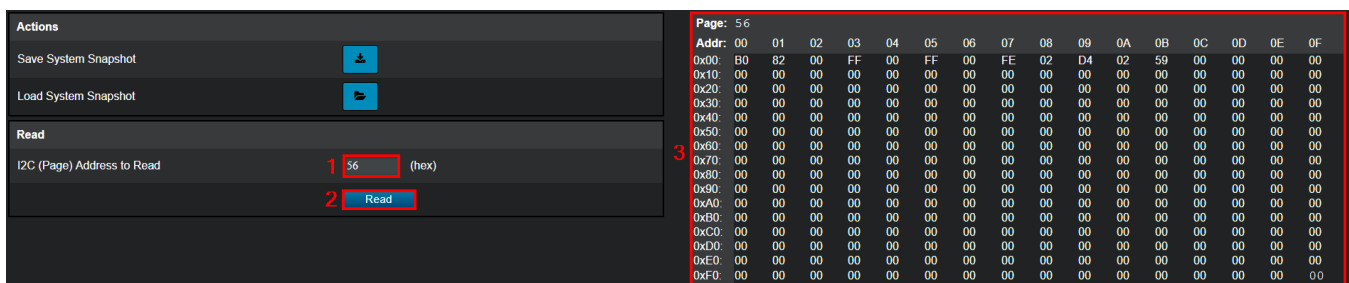 Actions
Save System Snapshot
Load System Snapshot
Read
I2C (Page) Address to Read 1 56 (hex)
2 Read
3
Page: 56
Addr: 00 01 02 03 04 05 06 07 08 09 0A 0B 0C 0D 0E 0F
0x00: B0 82 00 FF 00 FF 00 FE 02 D4 02 59 00 00 00 00
0x10: 00 00 00 00 00 00 00 00 00 00 00 00 00 00 00 00
0x20: 00 00 00 00 00 00 00 00 00 00 00 00 00 00 00 00
0x30: 00 00 00 00 00 00 00 00 00 00 00 00 00 00 00 00
0x40: 00 00 00 00 00 00 00 00 00 00 00 00 00 00 00 00
0x50: 00 00 00 00 00 00 00 00 00 00 00 00 00 00 00 00
0x60: 00 00 00 00 00 00 00 00 00 00 00 00 00 00 00 00
0x70: 00 00 00 00 00 00 00 00 00 00 00 00 00 00 00 00
0x80: 00 00 00 00 00 00 00 00 00 00 00 00 00 00 00 00
0x90: 00 00 00 00 00 00 00 00 00 00 00 00 00 00 00 00
0xA0: 00 00 00 00 00 00 00 00 00 00 00 00 00 00 00 00
0xB0: 00 00 00 00 00 00 00 00 00 00 00 00 00 00 00 00
0xC0: 00 00 00 00 00 00 00 00 00 00 00 00 00 00 00 00
0xD0: 00 00 00 00 00 00 00 00 00 00 00 00 00 00 00 00
0xE0: 00 00 00 00 00 00 00 00 00 00 00 00 00 00 00 00
0xF0: 00 00 00 00 00 00 00 00 00 00 00 00 00 00 00 00